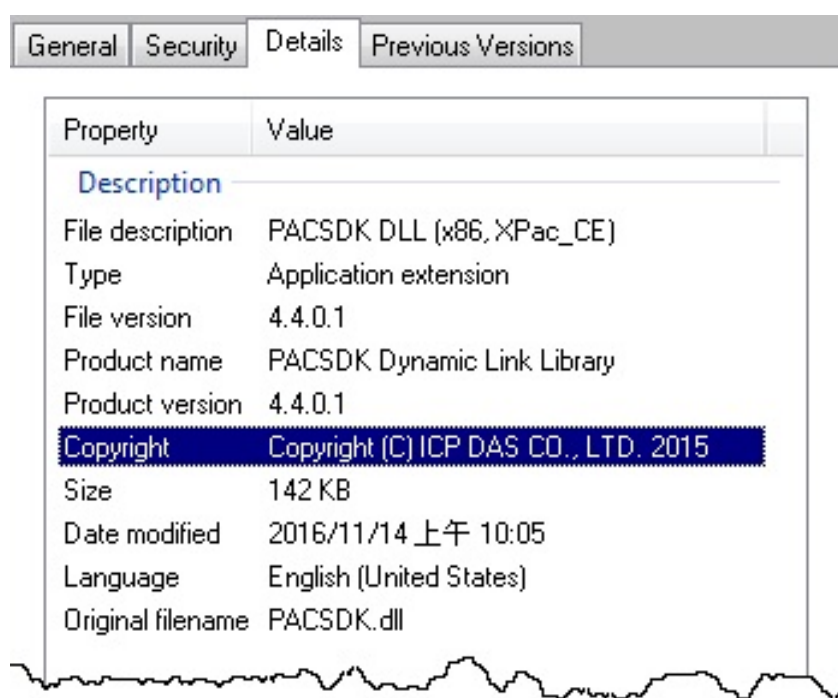 General Security Details Previous Versions
Property Value
Description
File description PACSDK DLL (x86, XPac_CE)
Type Application extension
File version 4.4.0.1
Product name PACSDK Dynamic Link Library
Product version 4.4.0.1
Copyright Copyright (C) ICP DAS CO., LTD. 2015
Size 142 KB
Date modified 2016/11/14 上午 10:05
Language English (United States)
Original filename PACSDK.dll